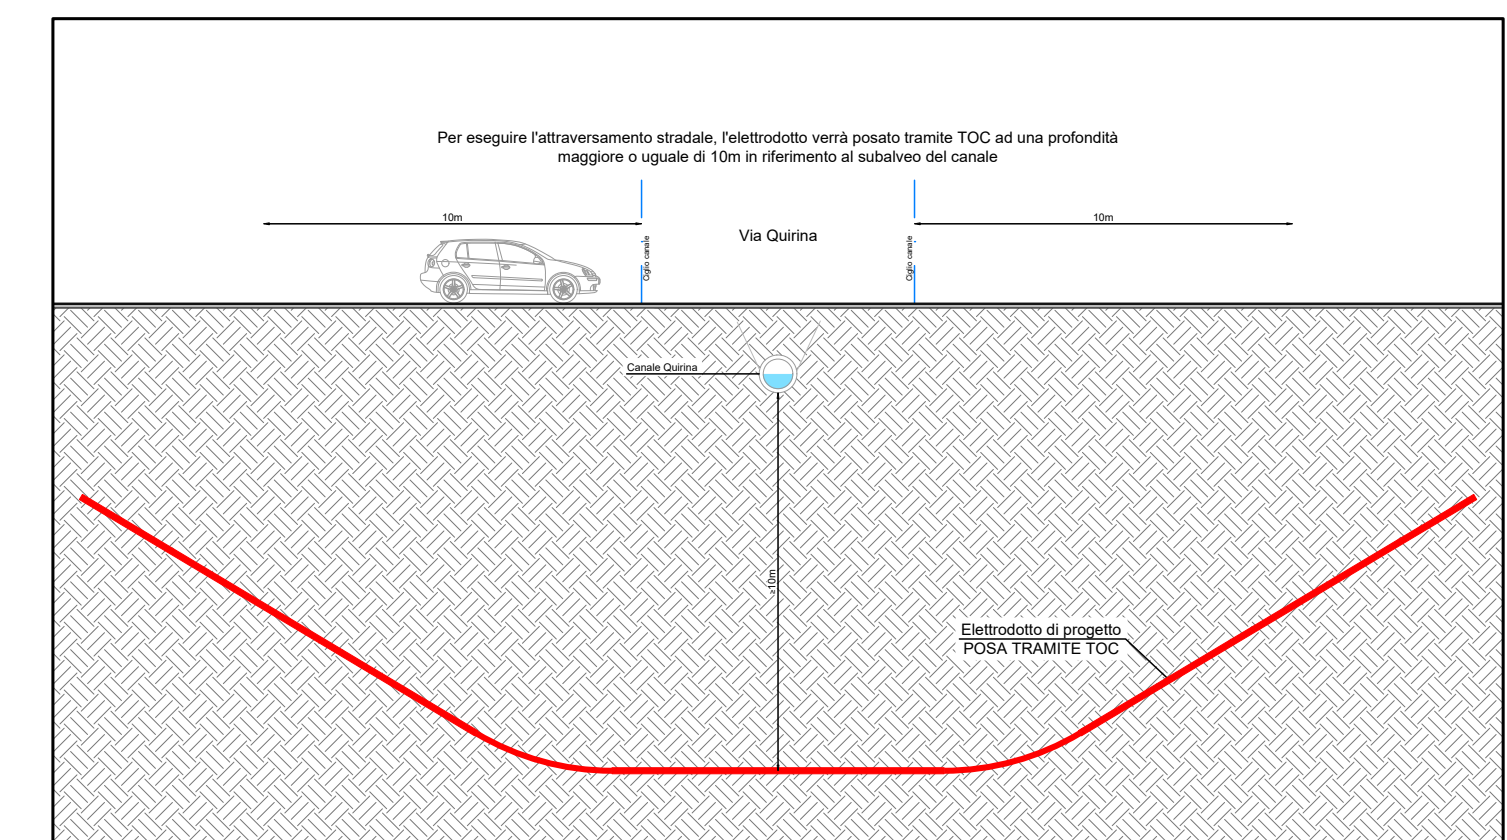 Per eseguire l'attraversamento stradale, l'elettrodotto verrà posato tramite TOC ad una profondità
maggiore o uguale di 10m in riferimento al subalveo del canale
10m
10m
Via Quirina
Ciglio canale
Ciglio canale
Canale Quirina
≥10m
Elettrodotto di progetto
POSA TRAMITE TOC